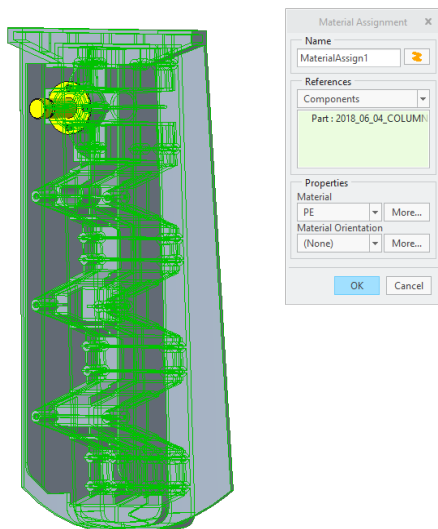 Material Assignment
Name
MaterialAssign1
References
Components
Part : 2018_06_04_COLUMN
Properties
Material
PE
More...
Material Orientation
(None)
More...
OK
Cancel